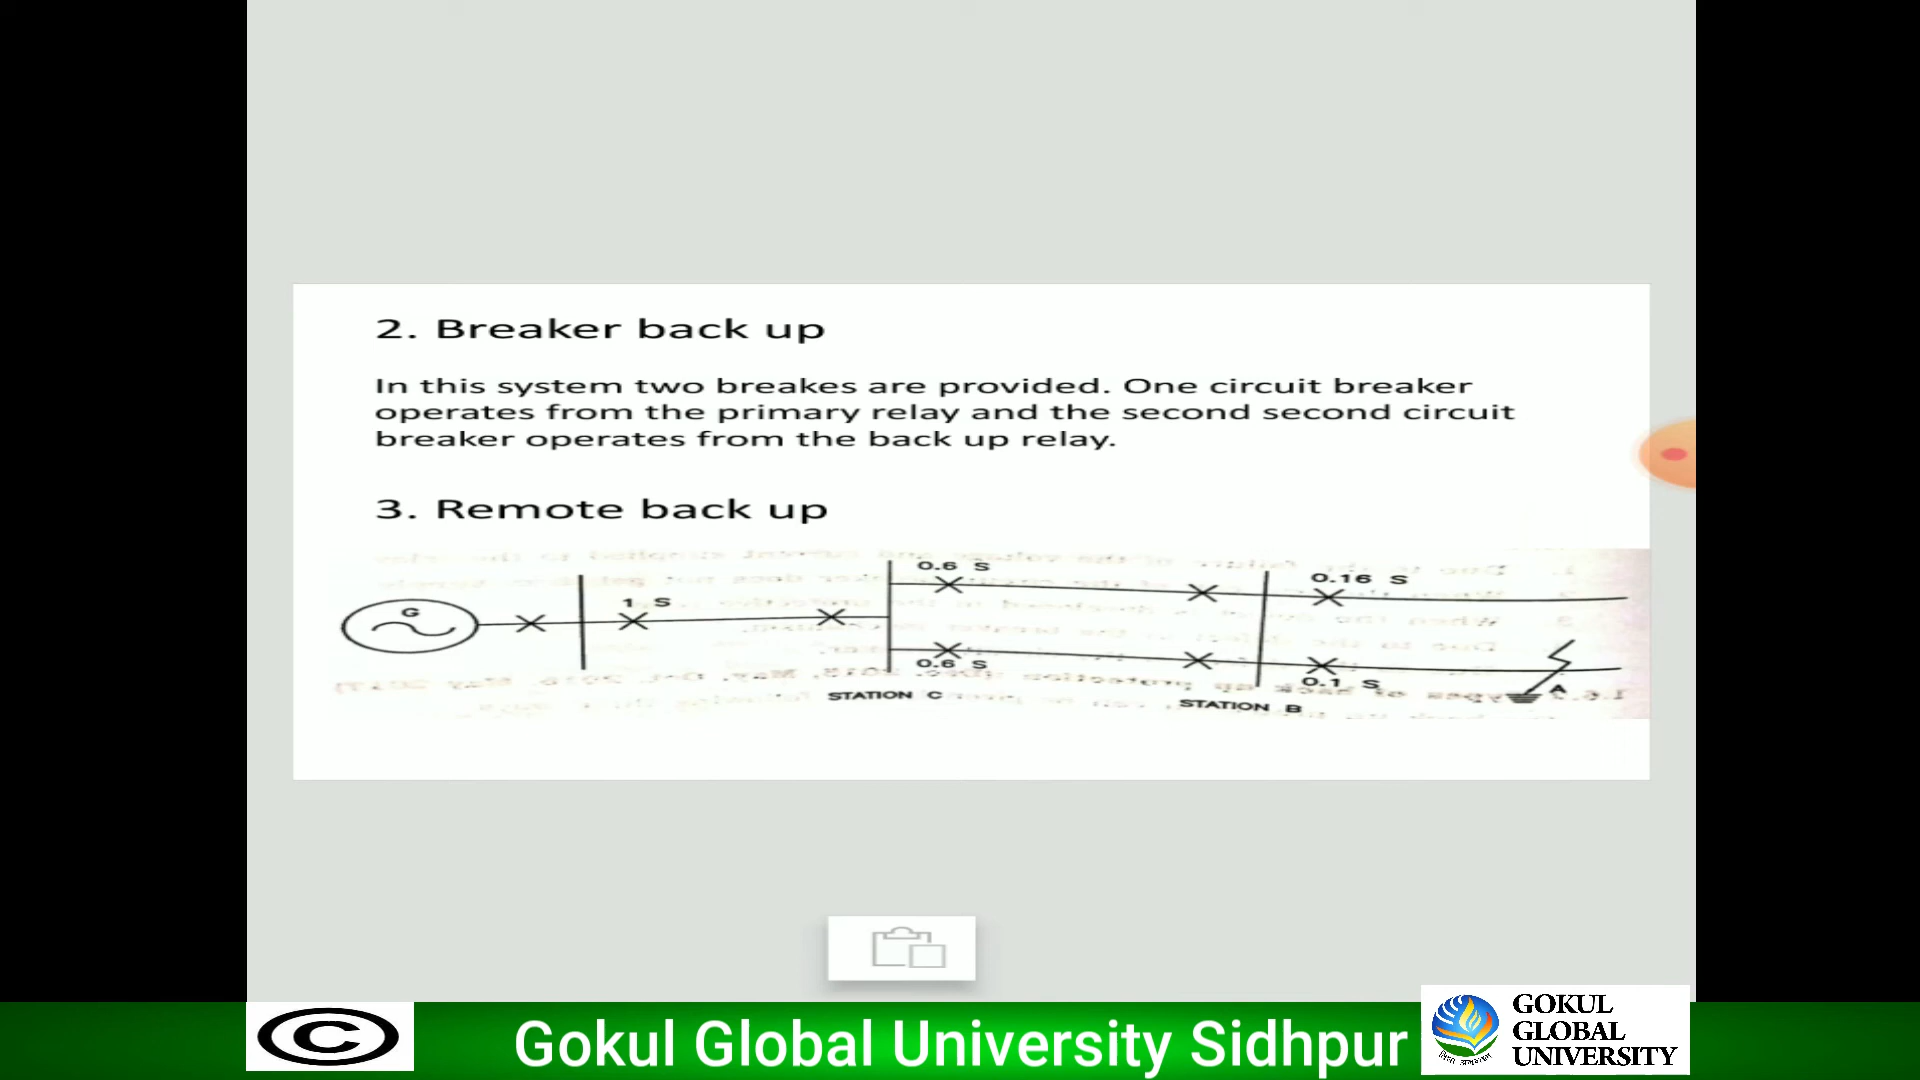 2. Breaker back up
In this system two breakes are provided. One circuit breaker
operates from the primary relay and the second second circuit
breaker operates from the back up relay.
3. Remote back up
0.6 S
0.16 S
1 S
G
0.6 S
0.1 S
A
STATION C
STATION B
C
Gokul Global University Sidhpur
GOKUL
GLOBAL
UNIVERSITY